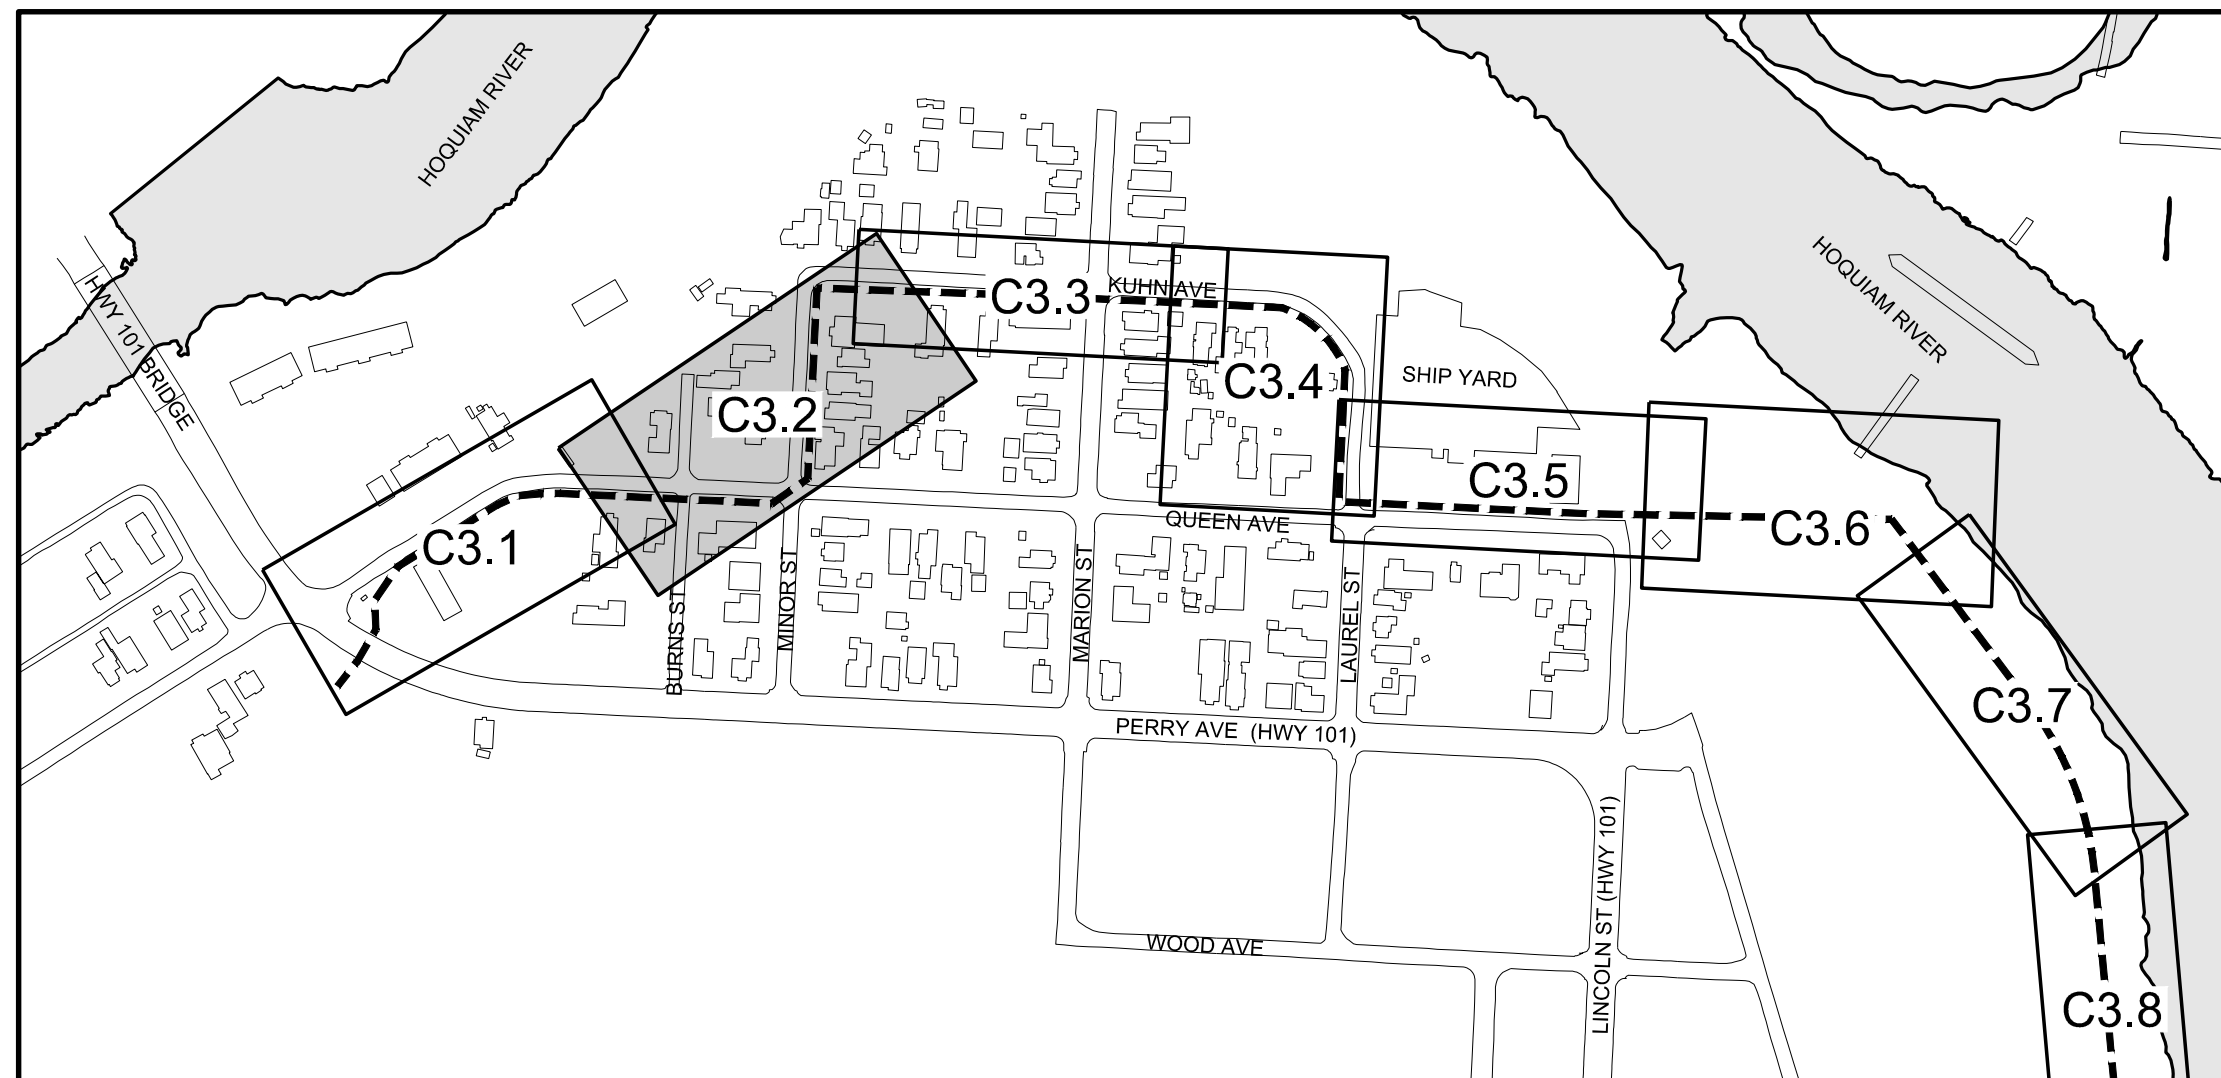 HOQUIAM RIVER
HOQUIAM RIVER
HWY 101 BRIDGE
C3.3
KUHN AVE
C3.4
SHIP YARD
C3.2
C3.5
C3.1
QUEEN AVE
C3.6
BURNS ST
MINOR ST
MARION ST
LAUREL ST
C3.7
PERRY AVE (HWY 101)
LINCOLN ST (HWY 101)
WOOD AVE
C3.8